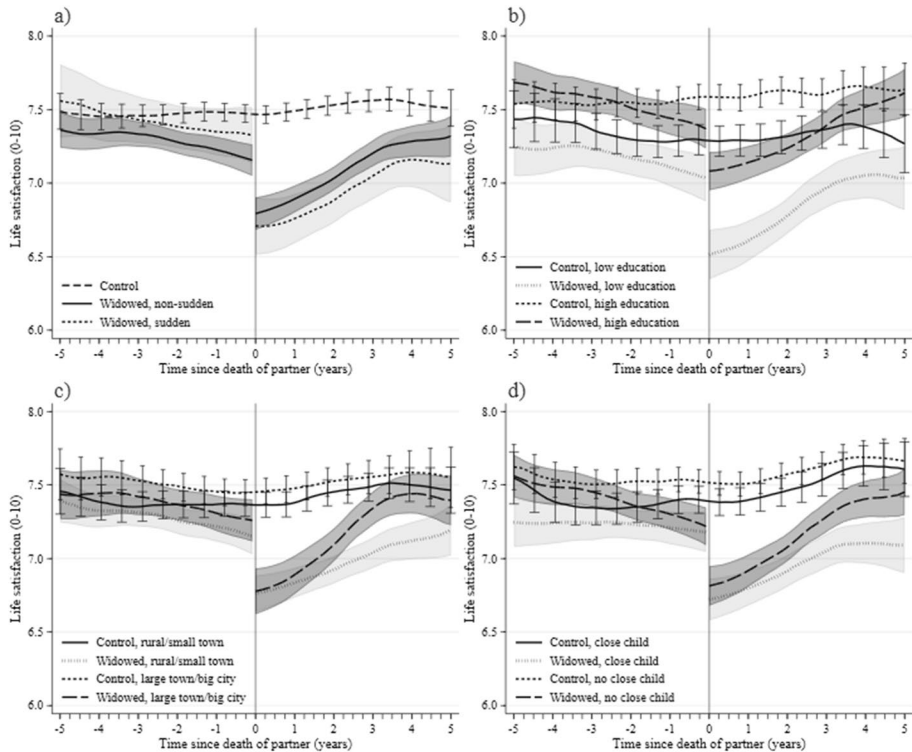 a)
8.0
7.5
7.0
6.5
6.0
Life satisfaction (0-10)
Control
Widowed, non-sudden
Widowed, sudden
-5 -4 -3 -2 -1 0 1 2 3 4 5
Time since death of partner (years)
b)
8.0
7.5
7.0
6.5
6.0
Life satisfaction (0-10)
Control, low education
Widowed, low education
Control, high education
Widowed, high education
-5 -4 -3 -2 -1 0 1 2 3 4 5
Time since death of partner (years)
c)
8.0
7.5
7.0
6.5
6.0
Life satisfaction (0-10)
Control, rural/small town
Widowed, rural/small town
Control, large town/big city
Widowed, large town/big city
-5 -4 -3 -2 -1 0 1 2 3 4 5
Time since death of partner (years)
d)
8.0
7.5
7.0
6.5
6.0
Life satisfaction (0-10)
Control, close child
Widowed, close child
Control, no close child
Widowed, no close child
-5 -4 -3 -2 -1 0 1 2 3 4 5
Time since death of partner (years)